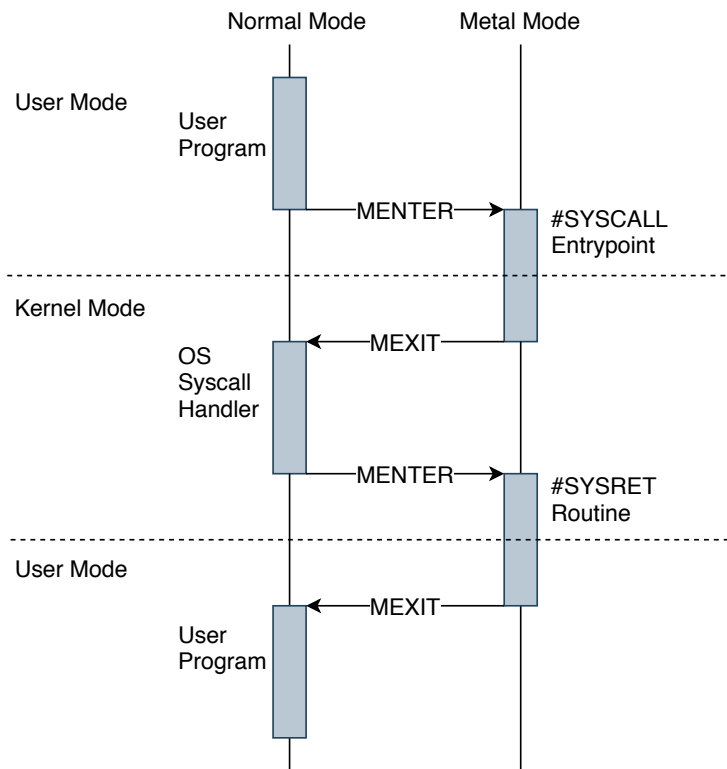 Normal Mode
Metal Mode
User Mode
User
Program
MENTER
#SYSCALL
Entrypoint
Kernel Mode
MEXIT
OS
Syscall
Handler
MENTER
#SYSRET
Routine
User Mode
MEXIT
User
Program